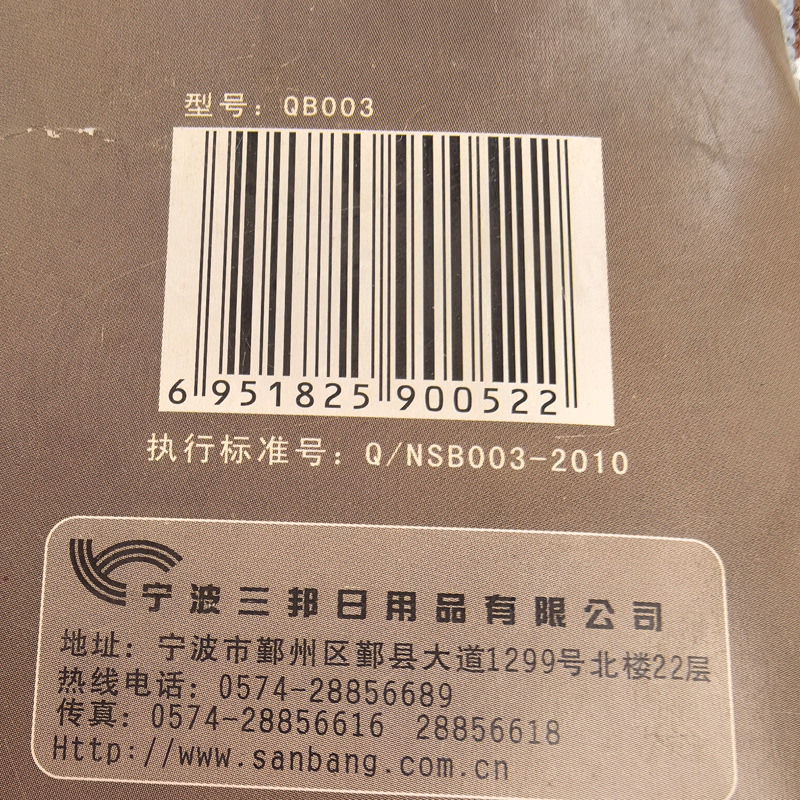 型号：QB003
6 951825 900522
执行标准号：Q/NSB003-2010
宁波三邦日用品有限公司
地址：宁波市鄞州区鄞县大道1299号北楼22层
热线电话：0574-28856689
传真：0574-28856616 28856618
Http://www.sanbang.com.cn